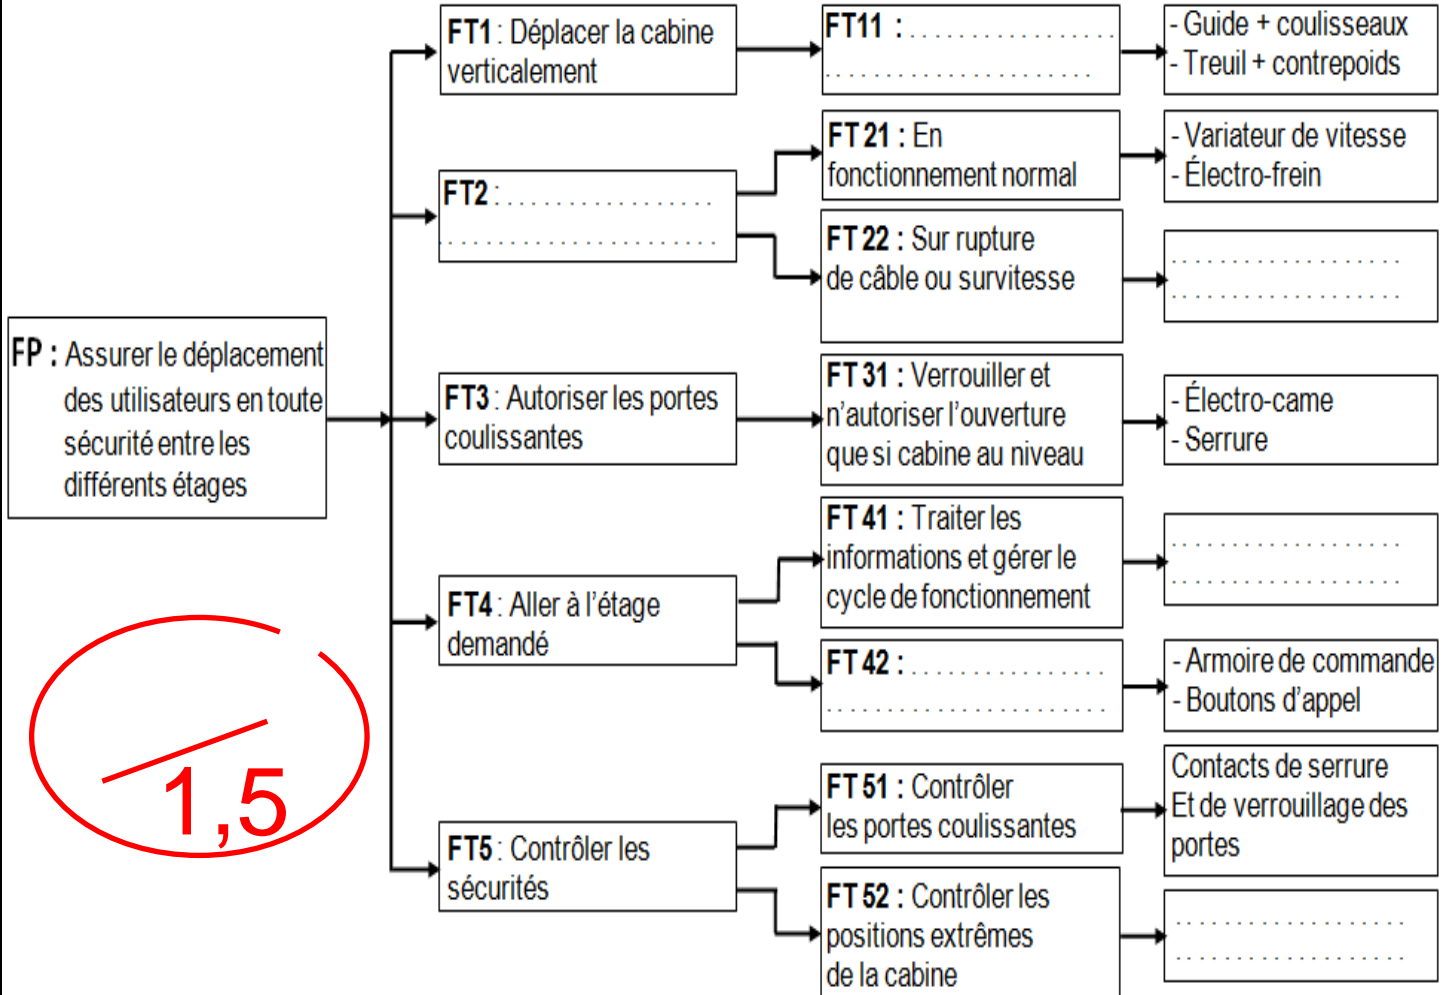 FP : Assurer le déplacement
des utilisateurs en toute
sécurité entre les
différents étages
FT1 : Déplacer la cabine
verticalement
FT11 : . . . . . . . . . . . . . . . . .
. . . . . . . . . . . . . . . . . . . . . .
- Guide + coulisseaux
- Treuil + contrepoids
FT2 : . . . . . . . . . . . . . . . . .
. . . . . . . . . . . . . . . . . . . . . . .
FT 21 : En
fonctionnement normal
- Variateur de vitesse
- Électro-frein
FT 22 : Sur rupture
de câble ou survitesse
. . . . . . . . . . . . . . . . . . .
. . . . . . . . . . . . . . . . . . .
FT3 : Autoriser les portes
coulissantes
FT 31 : Verrouiller et
n’autoriser l’ouverture
que si cabine au niveau
- Électro-came
- Serrure
FT4 : Aller à l’étage
demandé
FT 41 : Traiter les
informations et gérer le
cycle de fonctionnement
. . . . . . . . . . . . . . . . . . .
. . . . . . . . . . . . . . . . . . .
FT 42 : . . . . . . . . . . . . . . . .
. . . . . . . . . . . . . . . . . . . . . . .
- Armoire de commande
- Boutons d’appel
FT5 : Contrôler les
sécurités
FT 51 : Contrôler
les portes coulissantes
Contacts de serrure
Et de verrouillage des
portes
FT 52 : Contrôler les
positions extrêmes
de la cabine
. . . . . . . . . . . . . . . . . . .
. . . . . . . . . . . . . . . . . . .
1,5